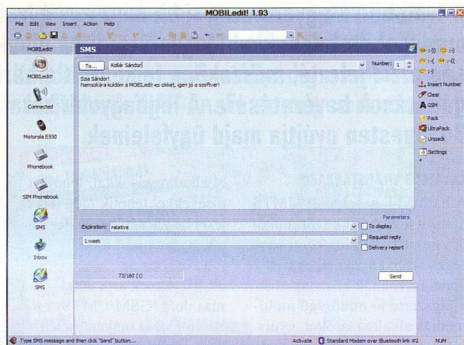 MOBILedit! 1.93
File Edit View Insert Action Help
MOBILedit!
MOBILedit!
Connected
Motorola E550
Phonebook
SIM Phonebook
SMS
Inbox
SMS
SMS
To... Kollár Sándor Number: 1
Szia Sándor!
Nemsokára küldöm a MOBILedit-es cikket, igen jó a szoftver!
Parameters
Expiration: relative
1 week
To display
Request reply
Delivery report
73/160 (1)
Send
Insert Number
Clear
GSM
Pack
UltraPack
Unpack
Settings
Type SMS message and then click "Send" button...
Activate
Standard Modem over Bluetooth link #2
NUM